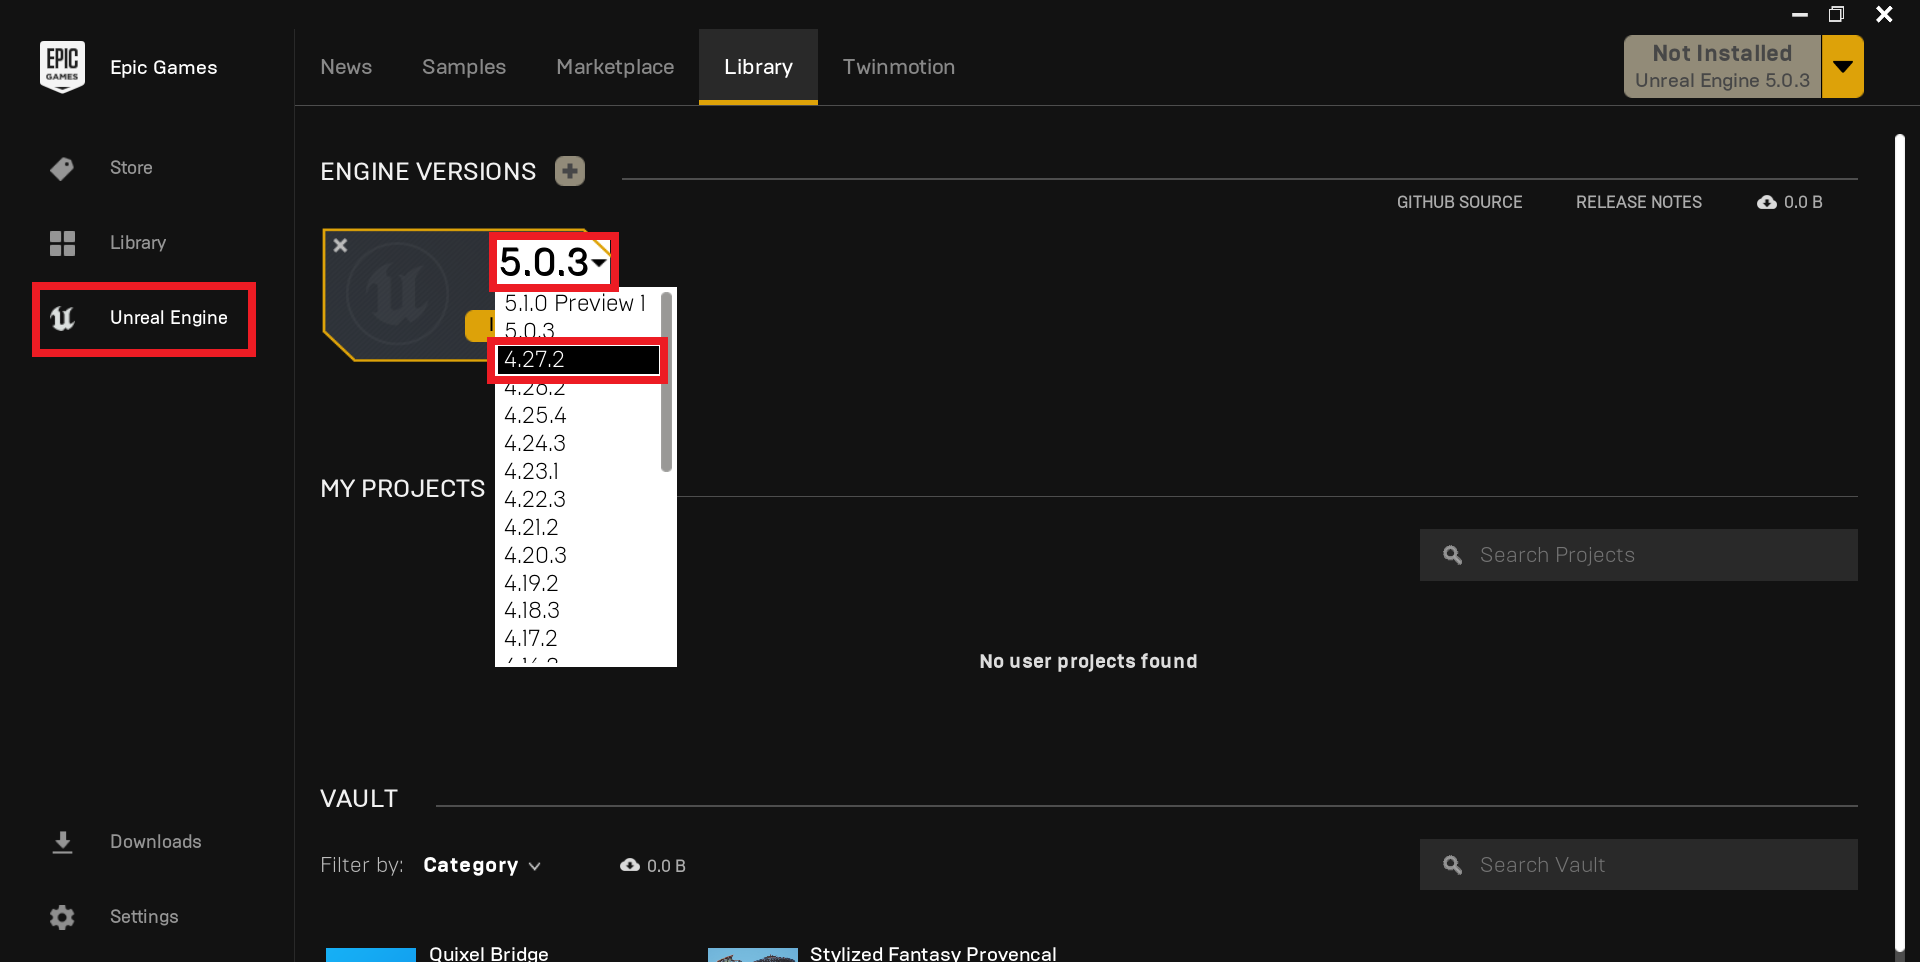 EPIC
GAMES
Epic Games
News
Samples
Marketplace
Library
Twinmotion
Not Installed
Unreal Engine 5.0.3
Store
Library
Unreal Engine
ENGINE VERSIONS
GITHUB SOURCE
RELEASE NOTES
0.0 B
5.0.3
5.1.0 Preview 1
5.0.3
4.27.2
4.26.2
4.25.4
4.24.3
4.23.1
4.22.3
4.21.2
4.20.3
4.19.2
4.18.3
4.17.2
MY PROJECTS
Search Projects
No user projects found
VAULT
Filter by: Category
0.0 B
Search Vault
Quixel Bridge
Stylized Fantasy Provencal
Downloads
Settings